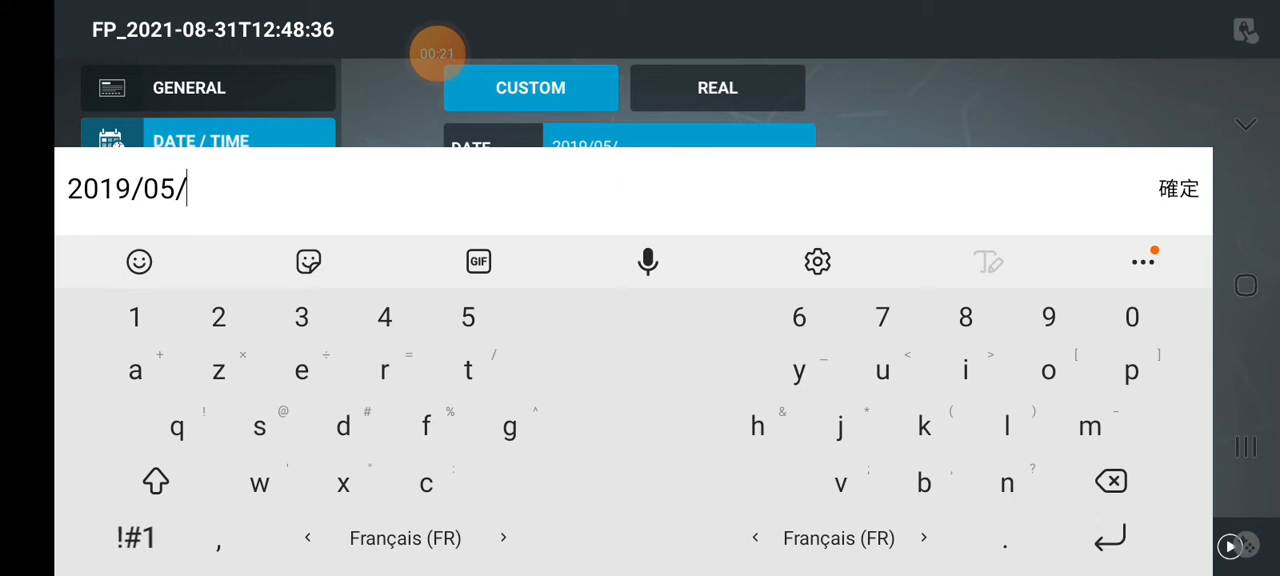 FP_2021-08-31T12:48:36
00:21
GENERAL
CUSTOM
REAL
DATE / TIME
DATE
2019/05/
2019/05/
確定
GIF
1 2 3 4 5 6 7 8 9 0
+ × ÷ = / _ < > [ ]
a z e r t y u i o p
! @ # % ^ & * ( ) -
q s d f g h j k l m
' " : ; , ?
w x c v b n
!#1 , < Français (FR) > < Français (FR) > .